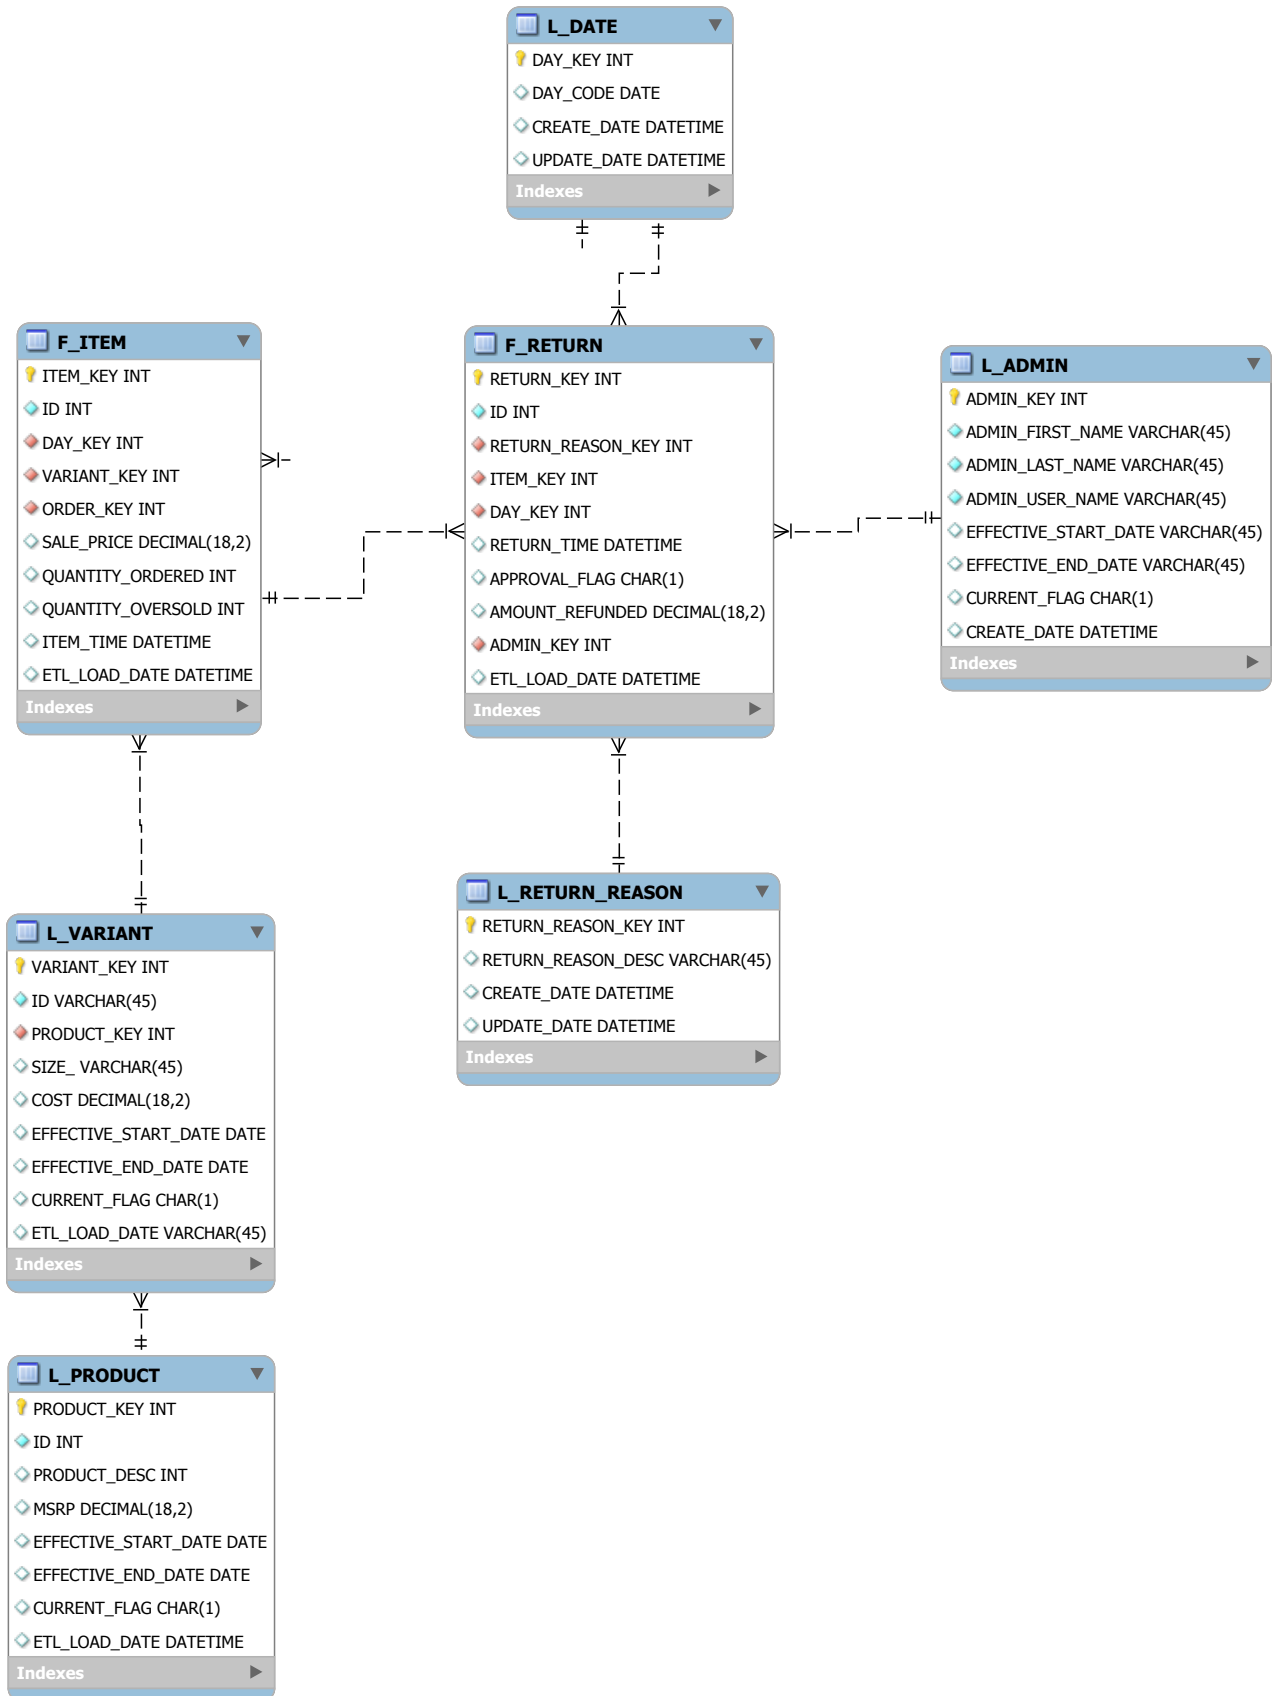 L_DATE
DAY_KEY INT
DAY_CODE DATE
CREATE_DATE DATETIME
UPDATE_DATE DATETIME
Indexes
F_ITEM
ITEM_KEY INT
ID INT
DAY_KEY INT
VARIANT_KEY INT
ORDER_KEY INT
SALE_PRICE DECIMAL(18,2)
QUANTITY_ORDERED INT
QUANTITY_OVERSOLD INT
ITEM_TIME DATETIME
ETL_LOAD_DATE DATETIME
Indexes
F_RETURN
RETURN_KEY INT
ID INT
RETURN_REASON_KEY INT
ITEM_KEY INT
DAY_KEY INT
RETURN_TIME DATETIME
APPROVAL_FLAG CHAR(1)
AMOUNT_REFUNDED DECIMAL(18,2)
ADMIN_KEY INT
ETL_LOAD_DATE DATETIME
Indexes
L_ADMIN
ADMIN_KEY INT
ADMIN_FIRST_NAME VARCHAR(45)
ADMIN_LAST_NAME VARCHAR(45)
ADMIN_USER_NAME VARCHAR(45)
EFFECTIVE_START_DATE VARCHAR(45)
EFFECTIVE_END_DATE VARCHAR(45)
CURRENT_FLAG CHAR(1)
CREATE_DATE DATETIME
Indexes
L_VARIANT
VARIANT_KEY INT
ID VARCHAR(45)
PRODUCT_KEY INT
SIZE_ VARCHAR(45)
COST DECIMAL(18,2)
EFFECTIVE_START_DATE DATE
EFFECTIVE_END_DATE DATE
CURRENT_FLAG CHAR(1)
ETL_LOAD_DATE VARCHAR(45)
Indexes
L_RETURN_REASON
RETURN_REASON_KEY INT
RETURN_REASON_DESC VARCHAR(45)
CREATE_DATE DATETIME
UPDATE_DATE DATETIME
Indexes
L_PRODUCT
PRODUCT_KEY INT
ID INT
PRODUCT_DESC INT
MSRP DECIMAL(18,2)
EFFECTIVE_START_DATE DATE
EFFECTIVE_END_DATE DATE
CURRENT_FLAG CHAR(1)
ETL_LOAD_DATE DATETIME
Indexes